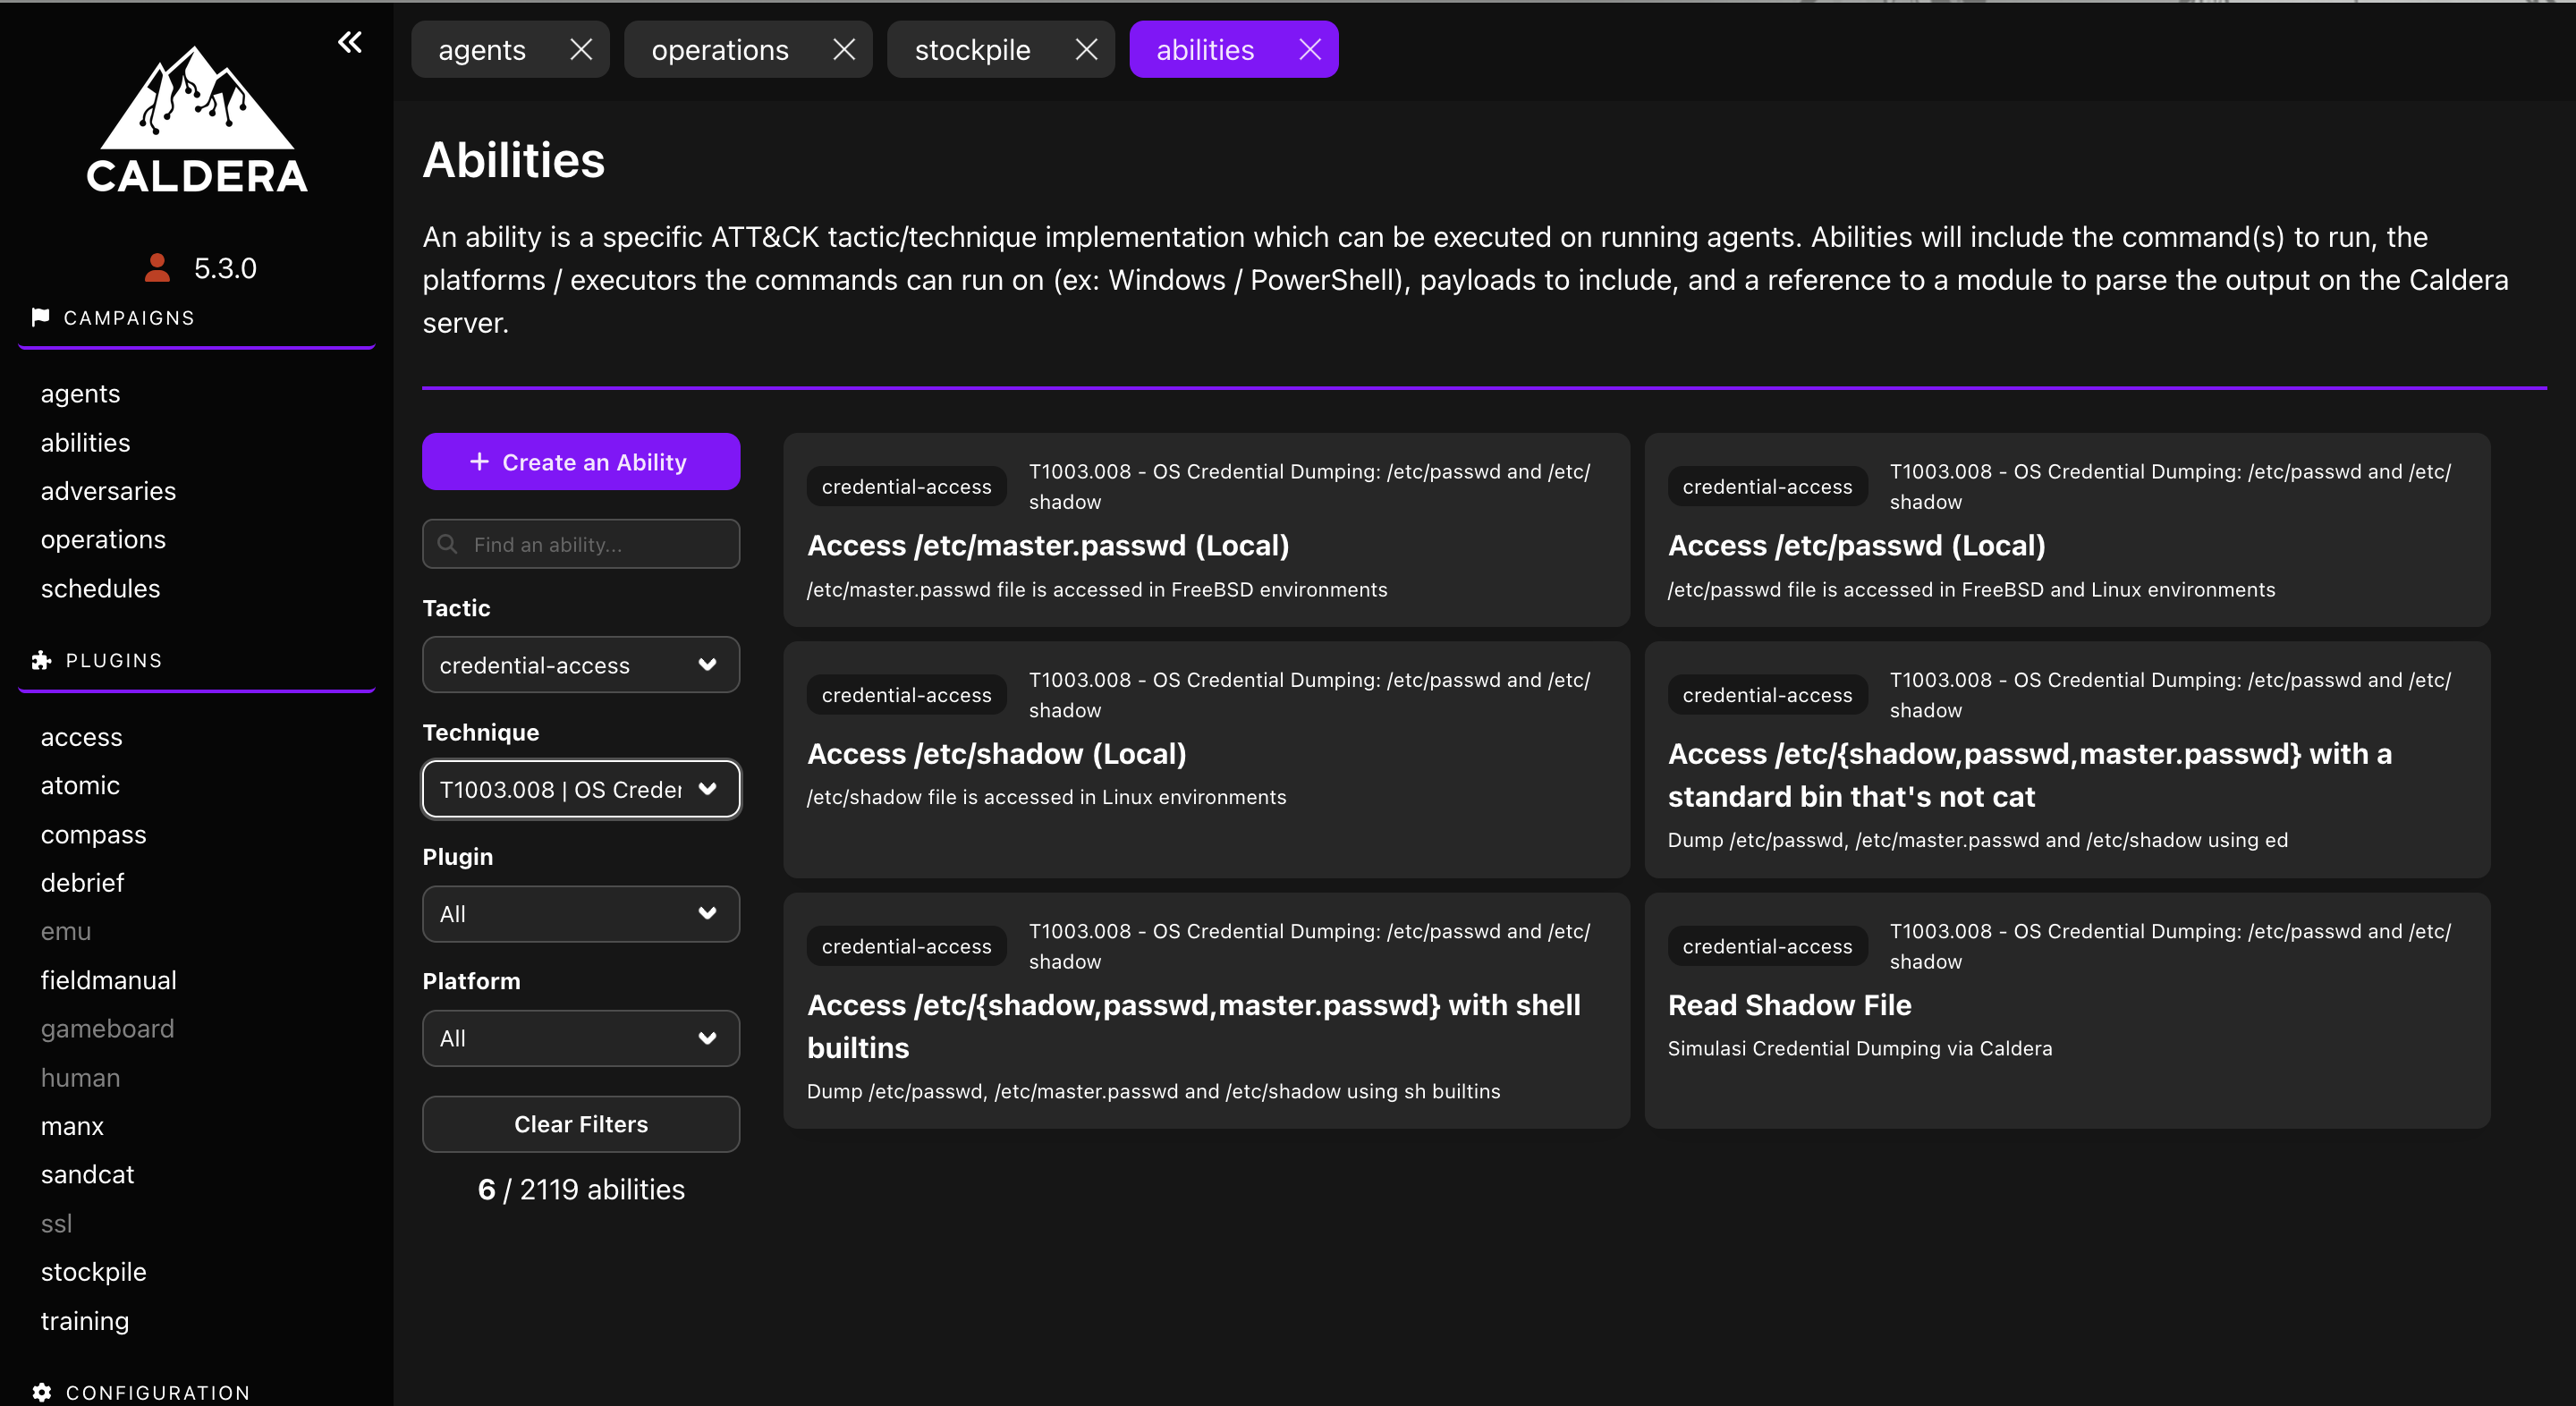 CALDERA
5.3.0
CAMPAIGNS
agents
abilities
adversaries
operations
schedules
PLUGINS
access
atomic
compass
debrief
emu
fieldmanual
gameboard
human
manx
sandcat
ssl
stockpile
training
CONFIGURATION
agents
operations
stockpile
abilities
Abilities
An ability is a specific ATT&CK tactic/technique implementation which can be executed on running agents. Abilities will include the command(s) to run, the
platforms / executors the commands can run on (ex: Windows / PowerShell), payloads to include, and a reference to a module to parse the output on the Caldera
server.
+ Create an Ability
Find an ability...
Tactic
credential-access
Technique
T1003.008 | OS Creder
Plugin
All
Platform
All
Clear Filters
6 / 2119 abilities
credential-access
T1003.008 - OS Credential Dumping: /etc/passwd and /etc/
shadow
Access /etc/master.passwd (Local)
/etc/master.passwd file is accessed in FreeBSD environments
credential-access
T1003.008 - OS Credential Dumping: /etc/passwd and /etc/
shadow
Access /etc/passwd (Local)
/etc/passwd file is accessed in FreeBSD and Linux environments
credential-access
T1003.008 - OS Credential Dumping: /etc/passwd and /etc/
shadow
Access /etc/shadow (Local)
/etc/shadow file is accessed in Linux environments
credential-access
T1003.008 - OS Credential Dumping: /etc/passwd and /etc/
shadow
Access /etc/{shadow,passwd,master.passwd} with a
standard bin that's not cat
Dump /etc/passwd, /etc/master.passwd and /etc/shadow using ed
credential-access
T1003.008 - OS Credential Dumping: /etc/passwd and /etc/
shadow
Access /etc/{shadow,passwd,master.passwd} with shell
builtins
Dump /etc/passwd, /etc/master.passwd and /etc/shadow using sh builtins
credential-access
T1003.008 - OS Credential Dumping: /etc/passwd and /etc/
shadow
Read Shadow File
Simulasi Credential Dumping via Caldera